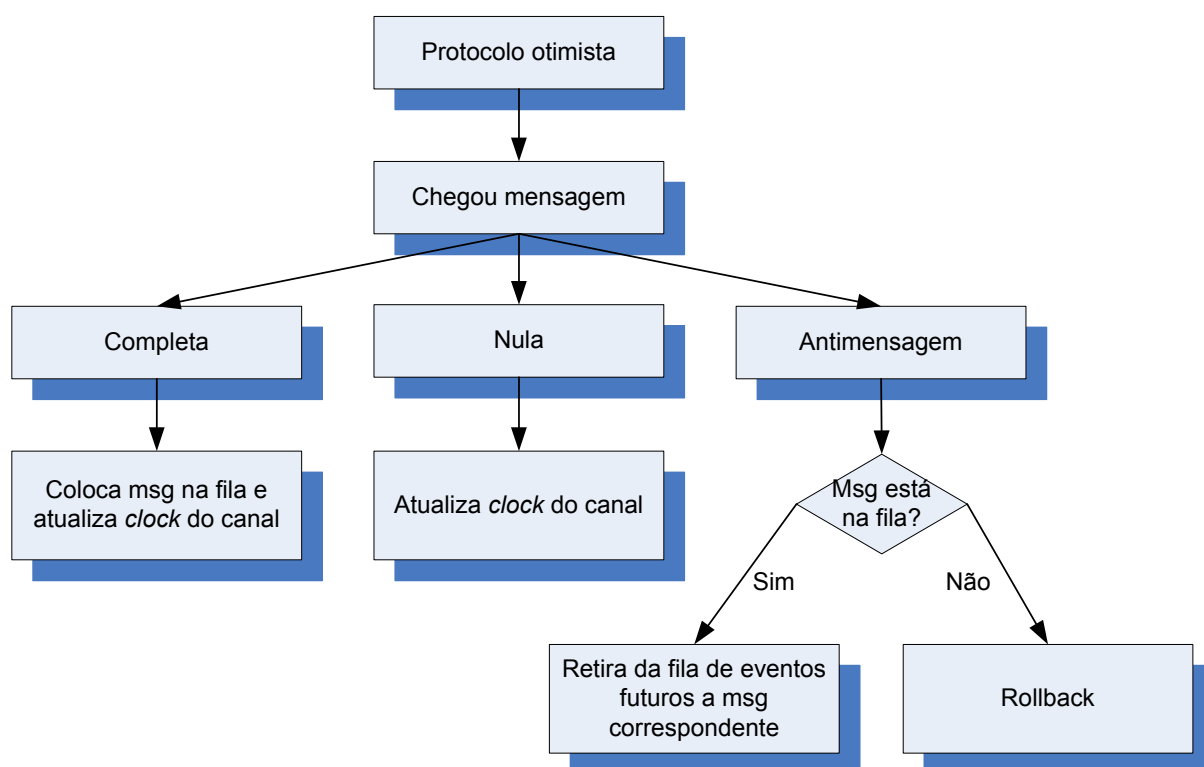 Protocolo otimista
Chegou mensagem
Completa
Nula
Antimensagem
Coloca msg na fila e
atualiza clock do canal
Atualiza clock do canal
Msg está
na fila?
Sim
Não
Retira da fila de eventos
futuros a msg
correspondente
Rollback